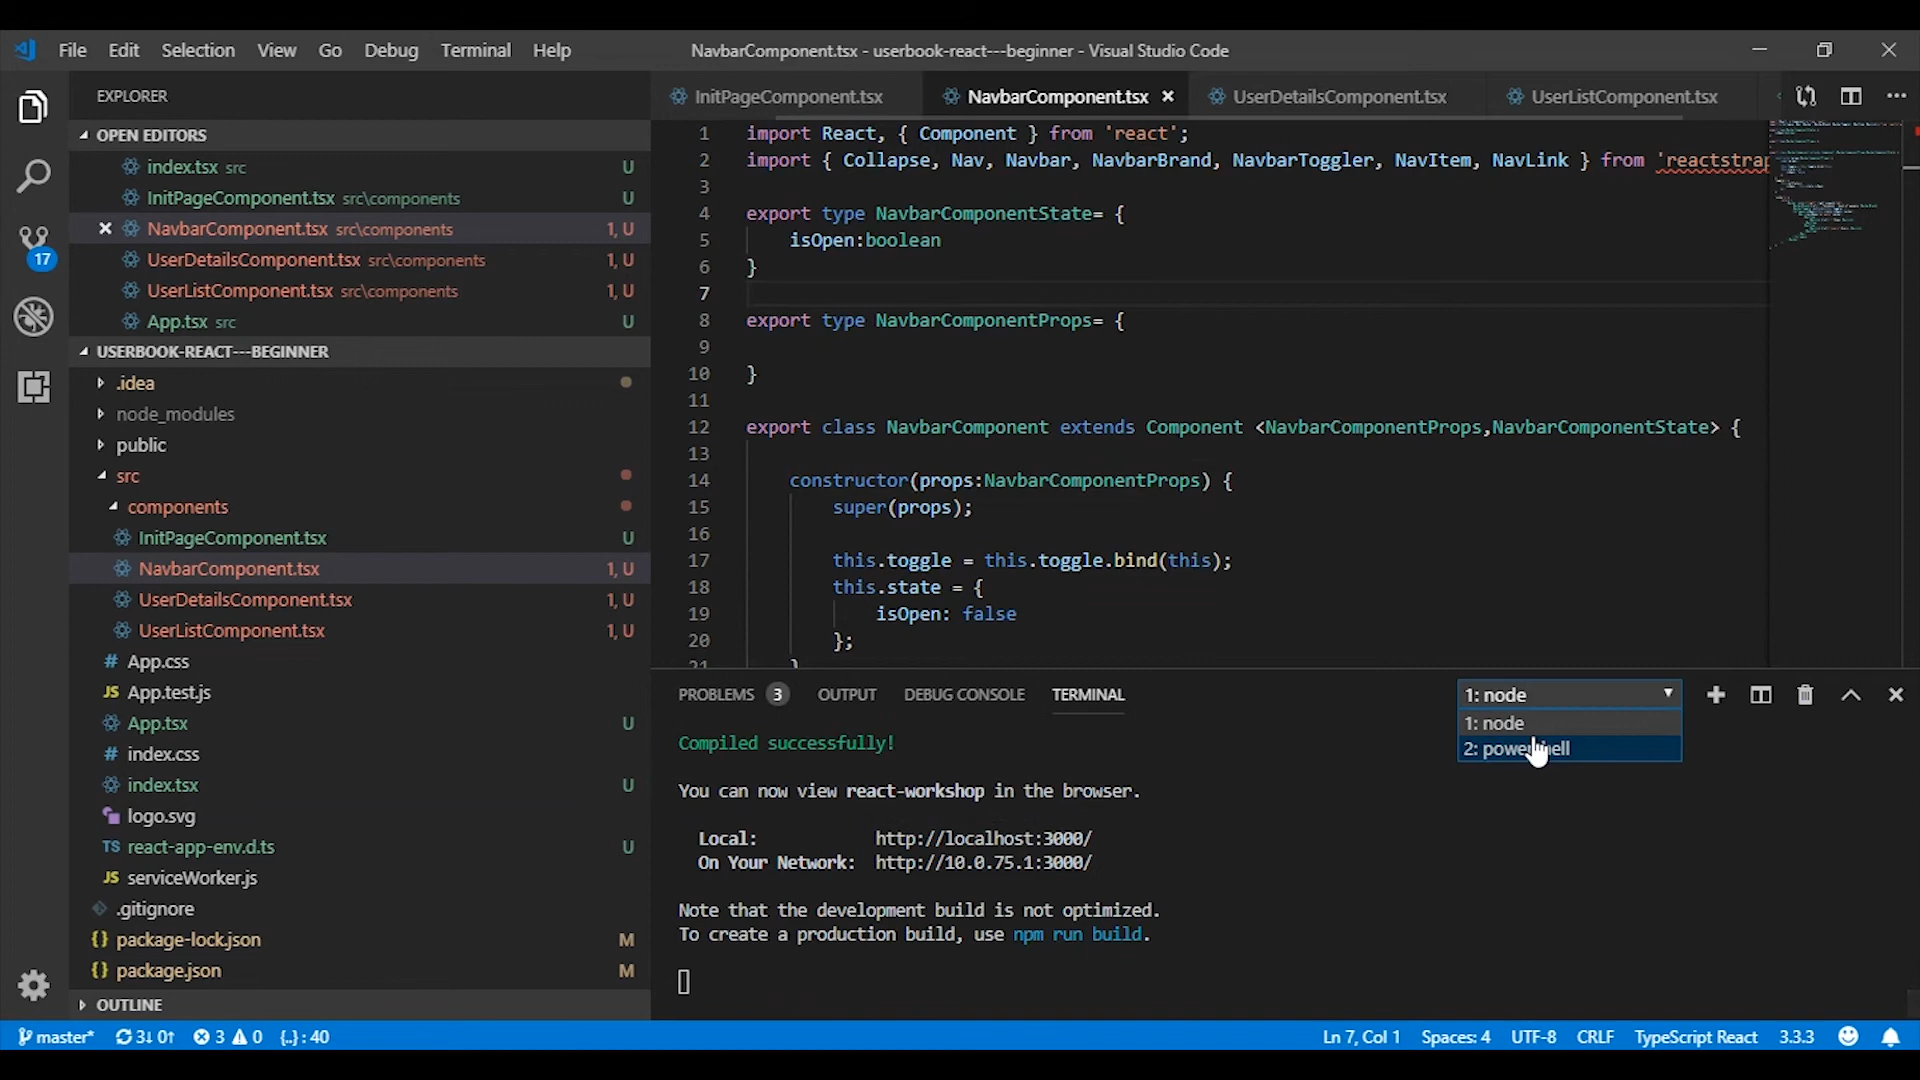 File Edit Selection View Go Debug Terminal Help
NavbarComponent.tsx - userbook-react---beginner - Visual Studio Code
EXPLORER
OPEN EDITORS
index.tsx src U
InitPageComponent.tsx src\components U
NavbarComponent.tsx src\components 1, U
UserDetailsComponent.tsx src\components 1, U
UserListComponent.tsx src\components 1, U
App.tsx src U
USERBOOK-REACT---BEGINNER
.idea
node_modules
public
src
components
InitPageComponent.tsx U
NavbarComponent.tsx 1, U
UserDetailsComponent.tsx 1, U
UserListComponent.tsx 1, U
# App.css
JS App.test.js
App.tsx U
# index.css
index.tsx U
logo.svg
TS react-app-env.d.ts U
JS serviceWorker.js
.gitignore
{} package-lock.json M
{} package.json M
OUTLINE
17
InitPageComponent.tsx NavbarComponent.tsx UserDetailsComponent.tsx UserListComponent.tsx
1 import React, { Component } from 'react';
2 import { Collapse, Nav, Navbar, NavbarBrand, NavbarToggler, NavItem, NavLink } from 'reactstrap
3
4 export type NavbarComponentState= {
5 isOpen:boolean
6 }
7
8 export type NavbarComponentProps= {
9
10 }
11
12 export class NavbarComponent extends Component <NavbarComponentProps,NavbarComponentState> {
13
14 constructor(props:NavbarComponentProps) {
15 super(props);
16
17 this.toggle = this.toggle.bind(this);
18 this.state = {
19 isOpen: false
20 };
21 }
PROBLEMS 3 OUTPUT DEBUG CONSOLE TERMINAL
1: node
1: node
2: powershell
Compiled successfully!
You can now view react-workshop in the browser.
Local: http://localhost:3000/
On Your Network: http://10.0.75.1:3000/
Note that the development build is not optimized.
To create a production build, use npm run build.
master* 3↓ 0↑ 3 0 {..} : 40
Ln 7, Col 1 Spaces: 4 UTF-8 CRLF TypeScript React 3.3.3